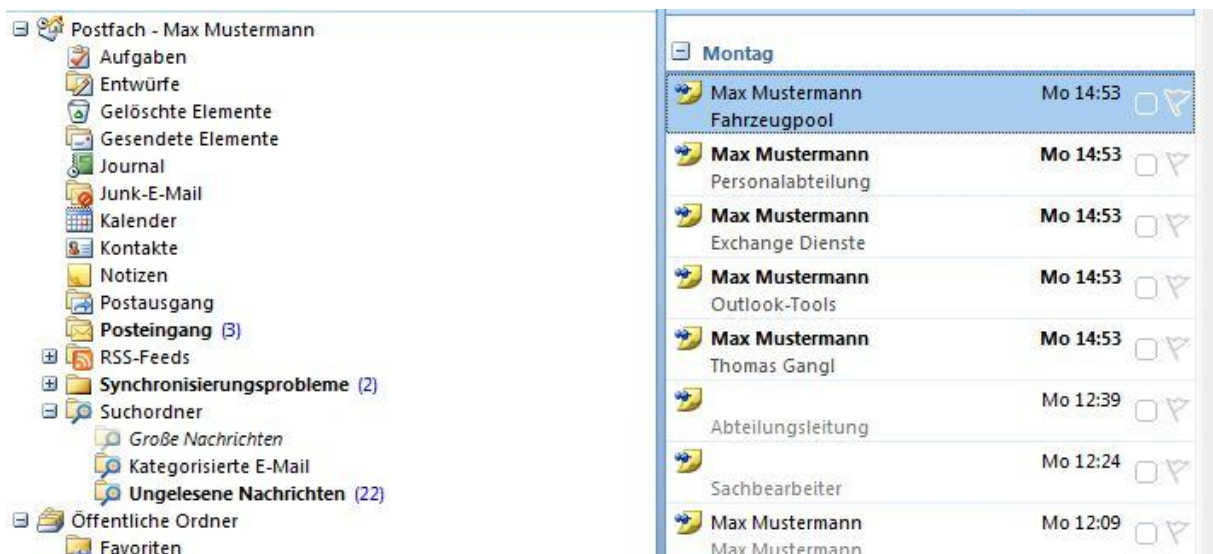 Postfach - Max Mustermann
Aufgaben
Entwürfe
Gelöschte Elemente
Gesendete Elemente
Journal
Junk-E-Mail
Kalender
Kontakte
Notizen
Postausgang
Posteingang (3)
RSS-Feeds
Synchronisierungsprobleme (2)
Suchordner
Große Nachrichten
Kategorisierte E-Mail
Ungelesene Nachrichten (22)
Öffentliche Ordner
Favoriten
Montag
Max Mustermann Mo 14:53
Fahrzeugpool
Max Mustermann Mo 14:53
Personalabteilung
Max Mustermann Mo 14:53
Exchange Dienste
Max Mustermann Mo 14:53
Outlook-Tools
Max Mustermann Mo 14:53
Thomas Gangl
Mo 12:39
Abteilungsleitung
Mo 12:24
Sachbearbeiter
Max Mustermann Mo 12:09
Max Mustermann